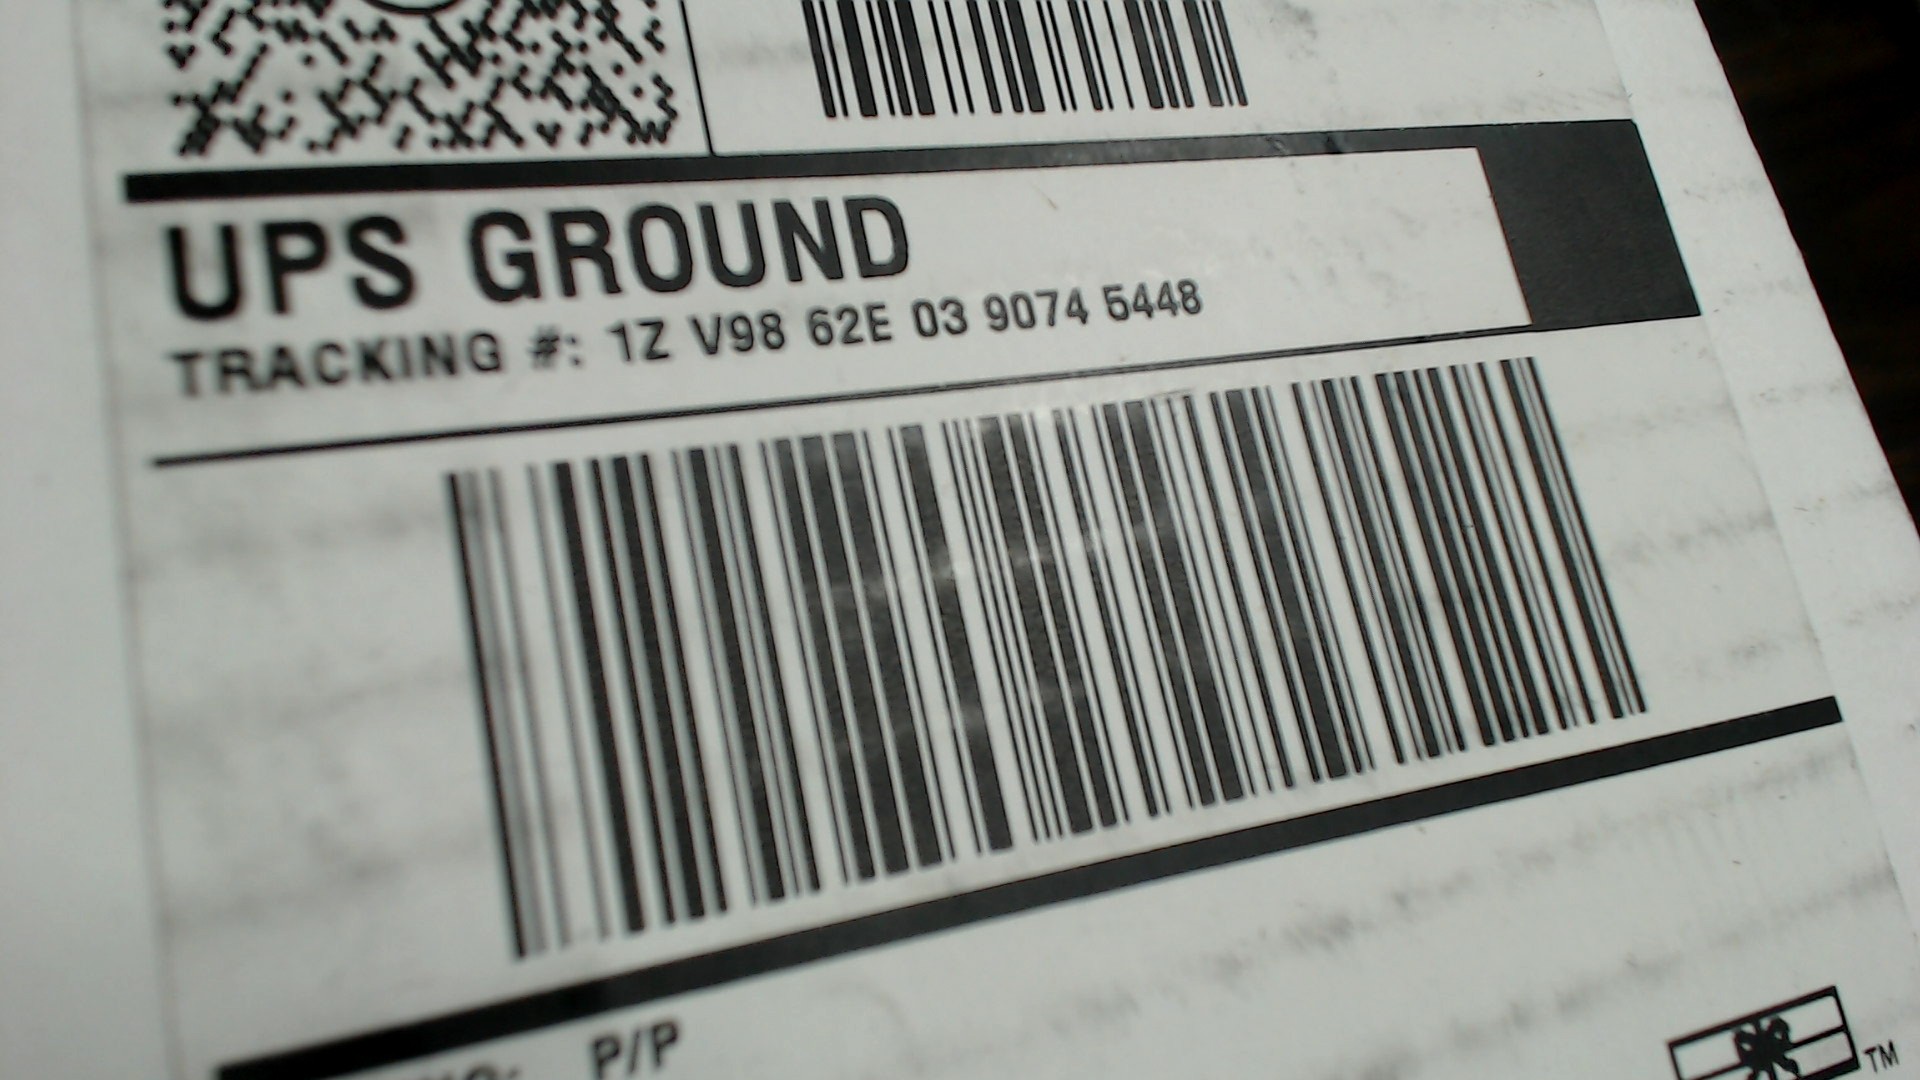 UPS GROUND
TRACKING #: 1Z V98 62E 03 9074 5448
P/P
TM